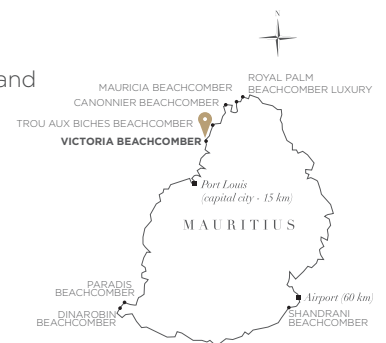 N
and
ROYAL PALM
BEACHCOMBER LUXURY
MAURICIA BEACHCOMBER
CANONNIER BEACHCOMBER
TROU AUX BICHES BEACHCOMBER
VICTORIA BEACHCOMBER
Port Louis
(capital city - 15 km)
MAURITIUS
PARADIS
BEACHCOMBER
DINAROBIN
BEACHCOMBER
Airport (60 km)
SHANDRANI
BEACHCOMBER